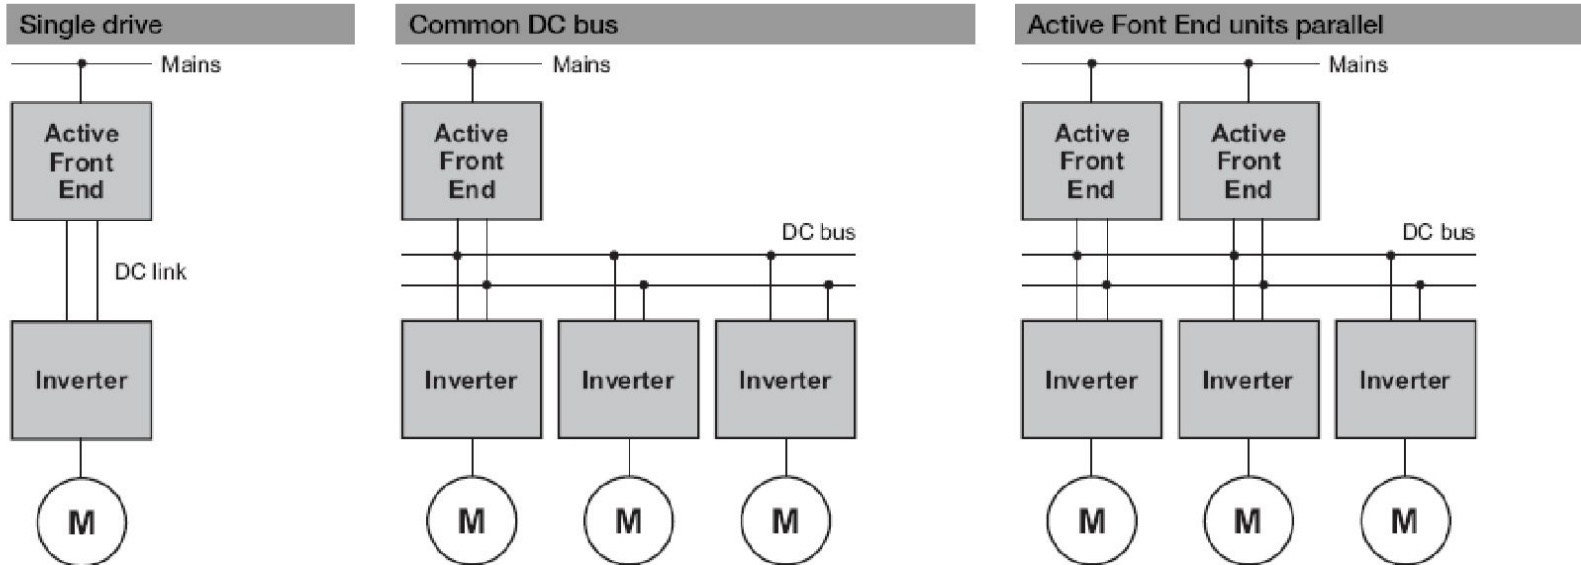 Single drive
Mains
Active
Front
End
DC link
Inverter
M
Common DC bus
Mains
Active
Front
End
DC bus
Inverter
Inverter
Inverter
M
M
M
Active Font End units parallel
Mains
Active
Front
End
Active
Front
End
DC bus
Inverter
Inverter
Inverter
M
M
M